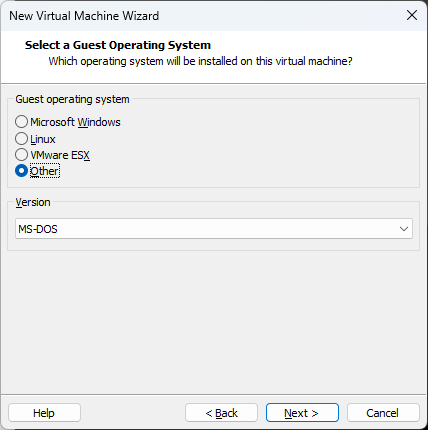 New Virtual Machine Wizard
Select a Guest Operating System
Which operating system will be installed on this virtual machine?
Guest operating system
Microsoft Windows
Linux
VMware ESX
Other
Version
MS-DOS
Help
< Back
Next >
Cancel